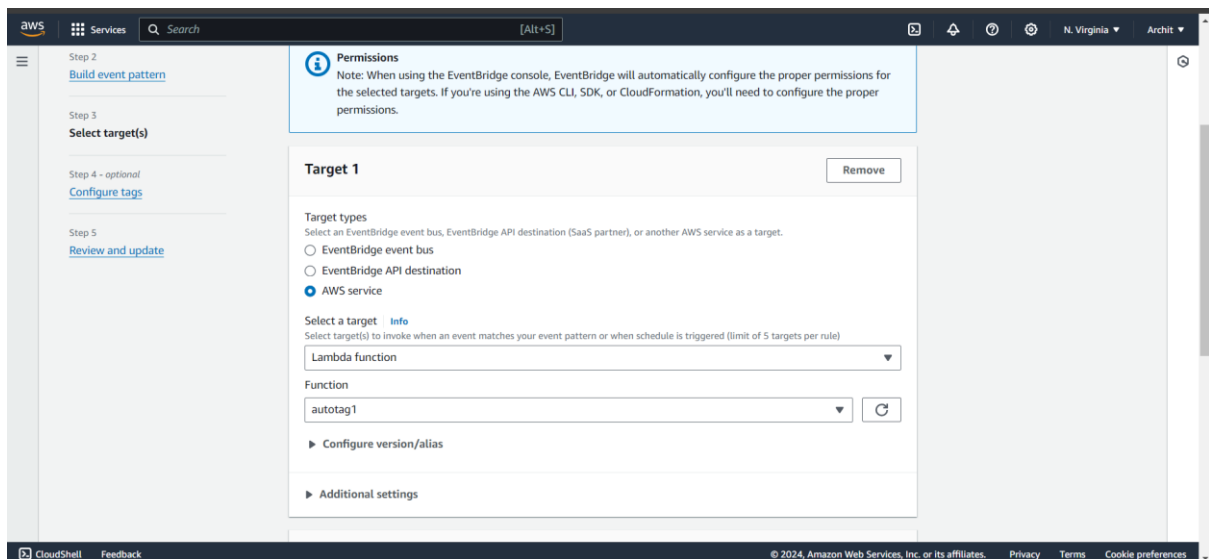 aws
Services
Search
[Alt+S]
N. Virginia
Archit
Step 2
Build event pattern
Step 3
Select target(s)
Step 4 - optional
Configure tags
Step 5
Review and update
Permissions
Note: When using the EventBridge console, EventBridge will automatically configure the proper permissions for
the selected targets. If you're using the AWS CLI, SDK, or CloudFormation, you'll need to configure the proper
permissions.
Target 1
Remove
Target types
Select an EventBridge event bus, EventBridge API destination (SaaS partner), or another AWS service as a target.
EventBridge event bus
EventBridge API destination
AWS service
Select a target Info
Select target(s) to invoke when an event matches your event pattern or when schedule is triggered (limit of 5 targets per rule)
Lambda function
Function
autotag1
Configure version/alias
Additional settings
CloudShell
Feedback
© 2024, Amazon Web Services, Inc. or its affiliates.
Privacy
Terms
Cookie preferences